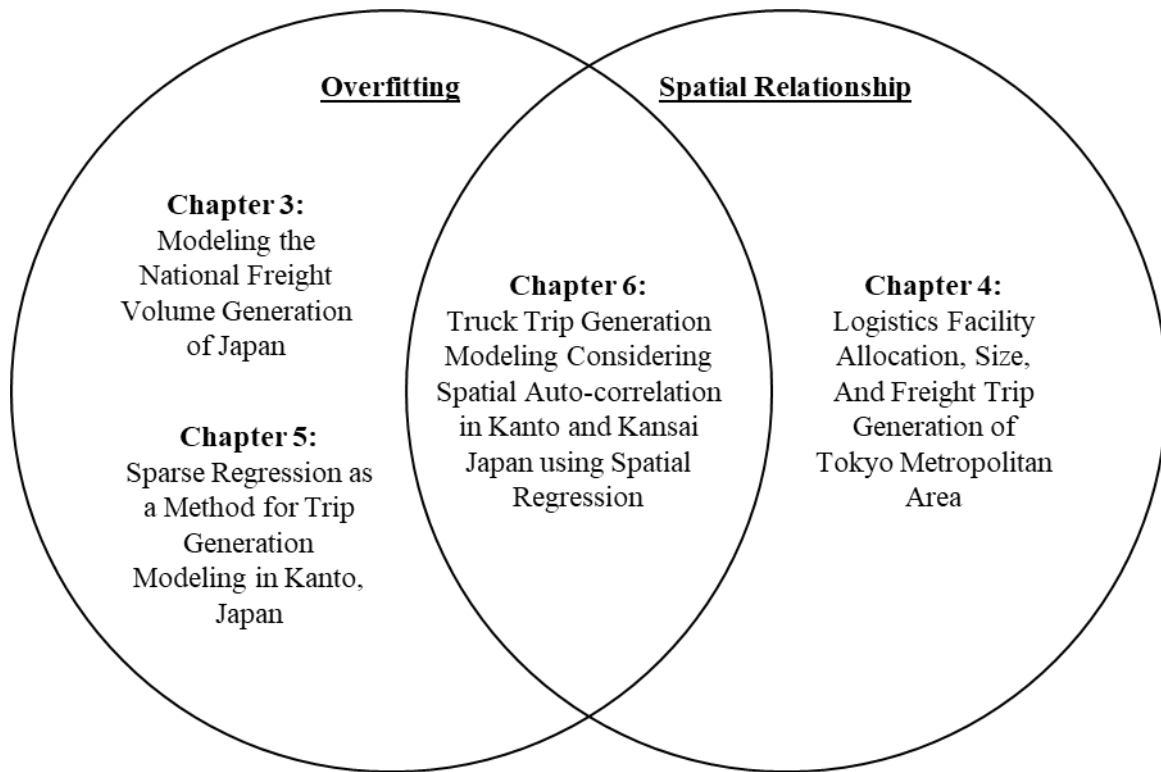 Overfitting
Spatial Relationship
Chapter 3:
Modeling the
National Freight
Volume Generation
of Japan
Chapter 5:
Sparse Regression as
a Method for Trip
Generation
Modeling in Kanto,
Japan
Chapter 6:
Truck Trip Generation
Modeling Considering
Spatial Auto-correlation
in Kanto and Kansai
Japan using Spatial
Regression
Chapter 4:
Logistics Facility
Allocation, Size,
And Freight Trip
Generation of
Tokyo Metropolitan
Area